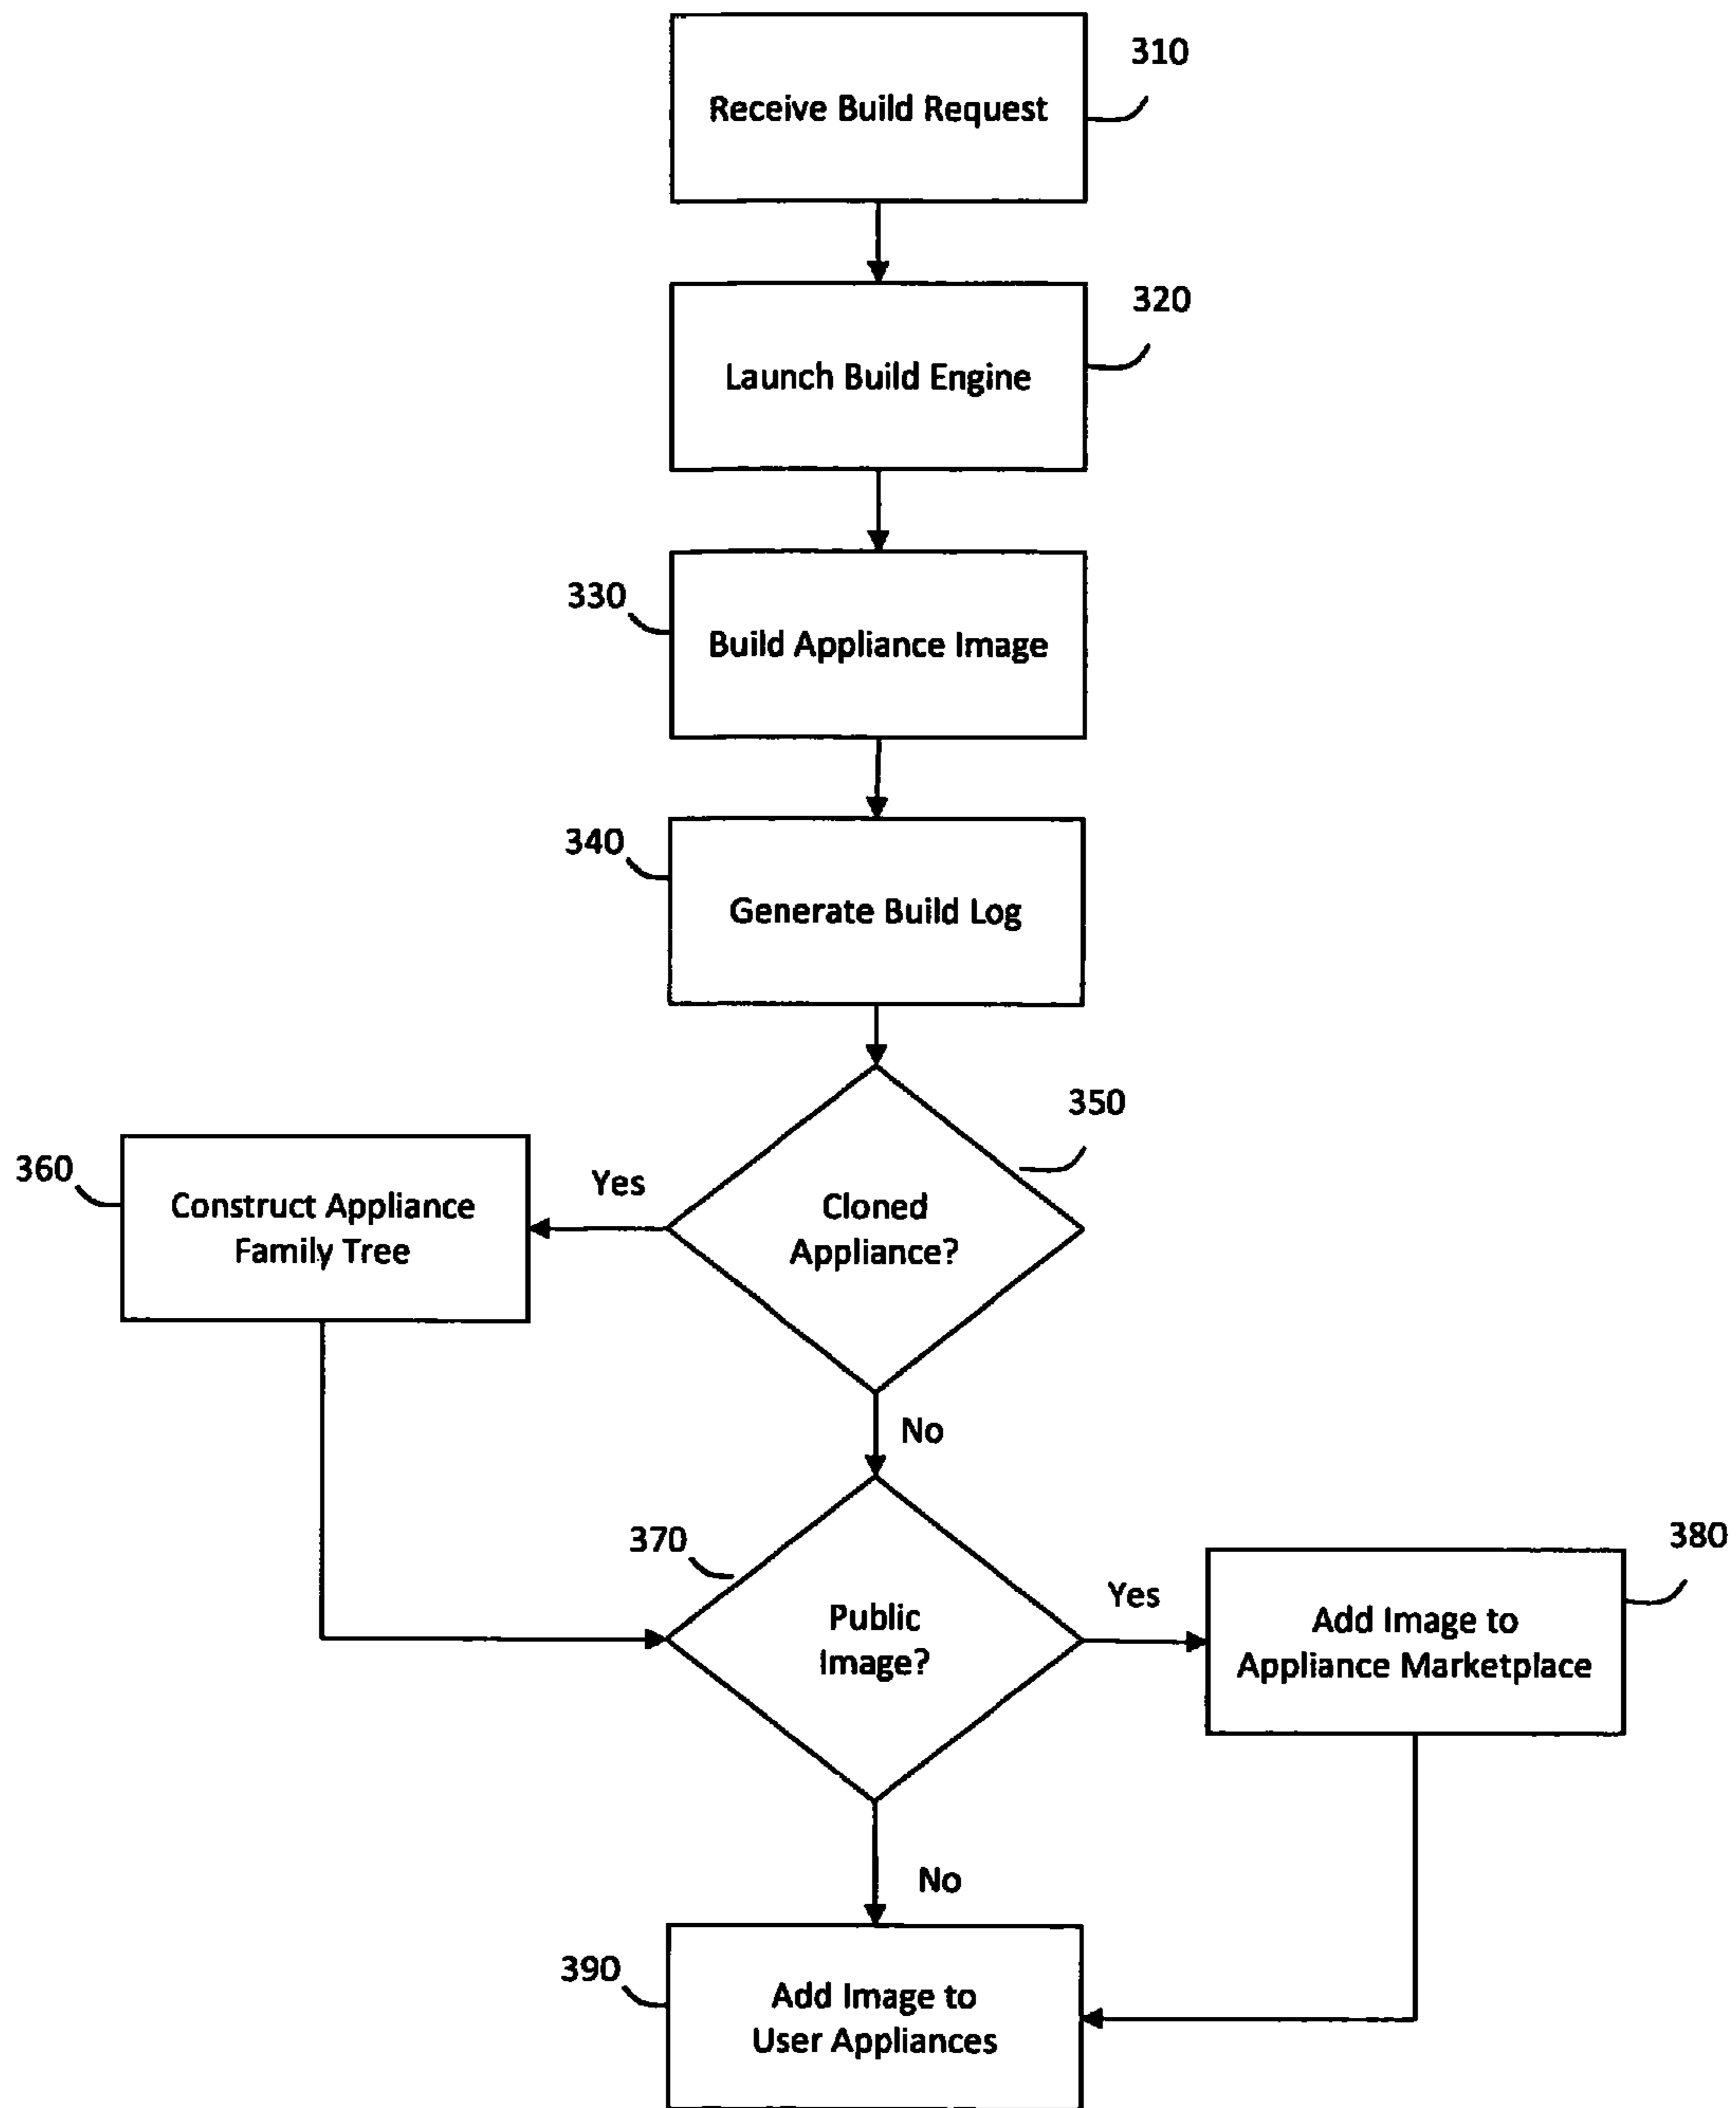 310
Receive Build Request
320
Launch Build Engine
330
Build Appliance Image
340
Generate Build Log
350
360
Yes
Construct Appliance
Family Tree
Cloned
Appliance?
No
370
380
Yes
Public
Image?
Add Image to
Appliance Marketplace
No
390
Add Image to
User Appliances